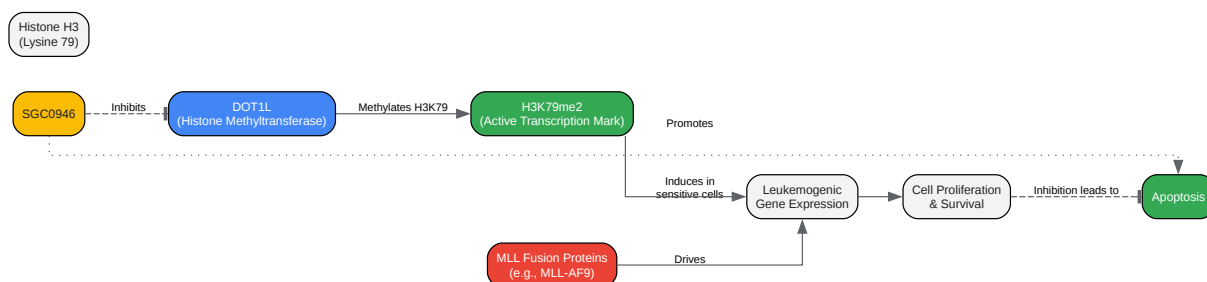 Histone H3
(Lysine 79)
SGC0946
Inhibits
DOT1L
(Histone Methyltransferase)
Methylates H3K79
H3K79me2
(Active Transcription Mark)
Promotes
Induces in
sensitive cells
Leukemogenic
Gene Expression
Cell Proliferation
& Survival
Inhibition leads to
Apoptosis
MLL Fusion Proteins
(e.g., MLL-AF9)
Drives